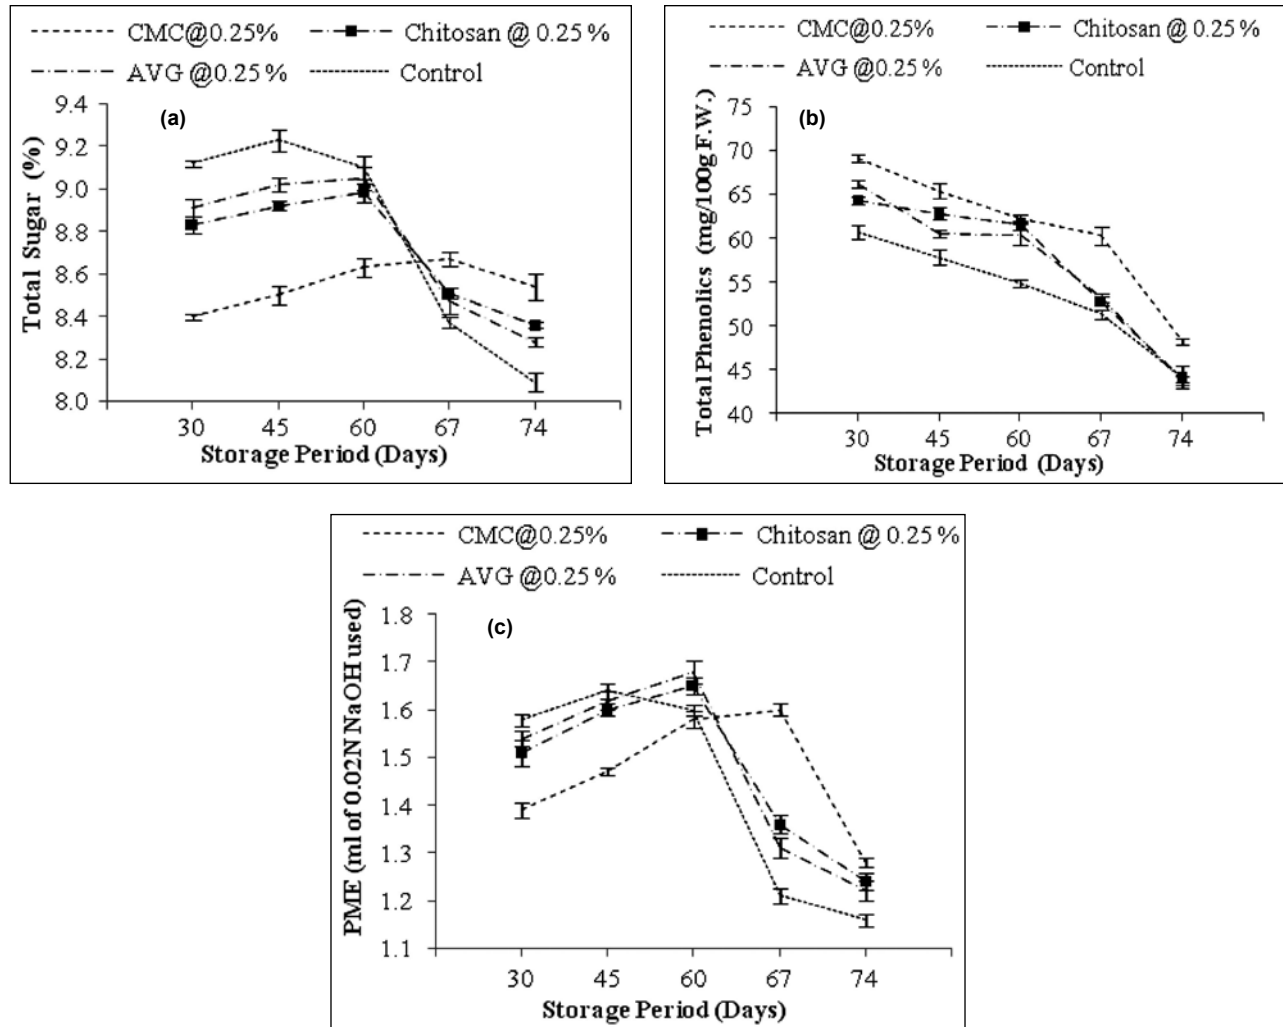 CMC@0.25% Chitosan @ 0.25 %
AVG @0.25 % Control
(a)
Total Sugar (%)
9.4
9.2
9.0
8.8
8.6
8.4
8.2
8.0
30 45 60 67 74
Storage Period (Days)
CMC@0.25% Chitosan @ 0.25 %
AVG @0.25 % Control
(b)
Total Phenolics (mg/100g F.W.)
75
70
65
60
55
50
45
40
30 45 60 67 74
Storage Period (Days)
CMC@0.25% Chitosan @ 0.25 %
AVG @0.25 % Control
(c)
PME (ml of 0.02N NaOH used)
1.8
1.7
1.6
1.5
1.4
1.3
1.2
1.1
30 45 60 67 74
Storage Period (Days)